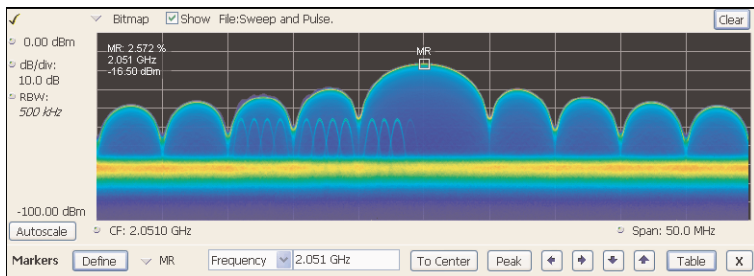 Bitmap Show File:Sweep and Pulse. Clear
0.00 dBm
dB/div:
10.0 dB
RBW:
500 kHz
MR: 2.572 %
2.051 GHz
-16.50 dBm
MR
-100.00 dBm
Autoscale CF: 2.0510 GHz Span: 50.0 MHz
Markers Define MR Frequency 2.051 GHz To Center Peak Table X